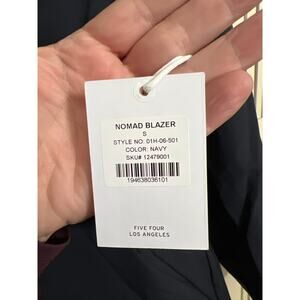 NOMAD BLAZER
S
STYLE NO. 01H-06-501
COLOR: NAVY
SKU# 12479001
194638036101
FIVE FOUR
LOS ANGELES